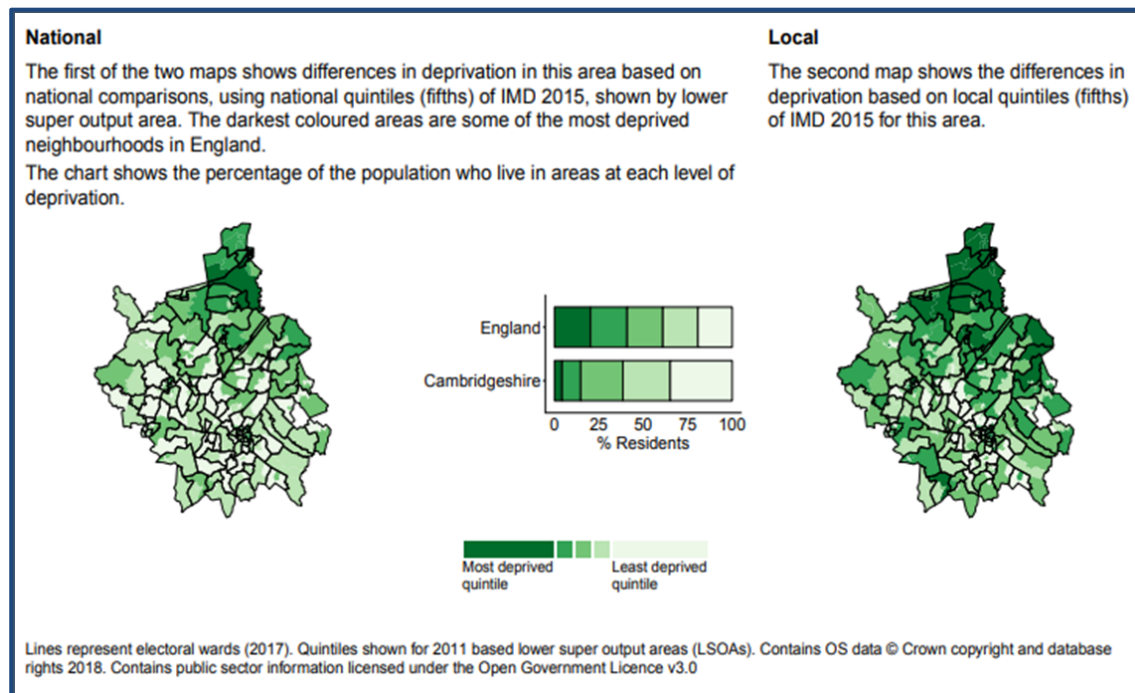 National
The first of the two maps shows differences in deprivation in this area based on
national comparisons, using national quintiles (fifths) of IMD 2015, shown by lower
super output area. The darkest coloured areas are some of the most deprived
neighbourhoods in England.
The chart shows the percentage of the population who live in areas at each level of
deprivation.
Local
The second map shows the differences in
deprivation based on local quintiles (fifths)
of IMD 2015 for this area.
England
Cambridgeshire
0 25 50 75 100
% Residents
Most deprived
quintile
Least deprived
quintile
Lines represent electoral wards (2017). Quintiles shown for 2011 based lower super output areas (LSOAs). Contains OS data © Crown copyright and database
rights 2018. Contains public sector information licensed under the Open Government Licence v3.0